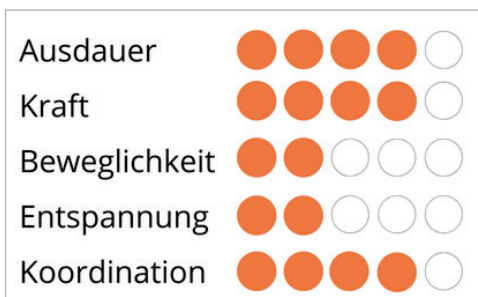 Ausdauer
Kraft
Beweglichkeit
Entspannung
Koordination